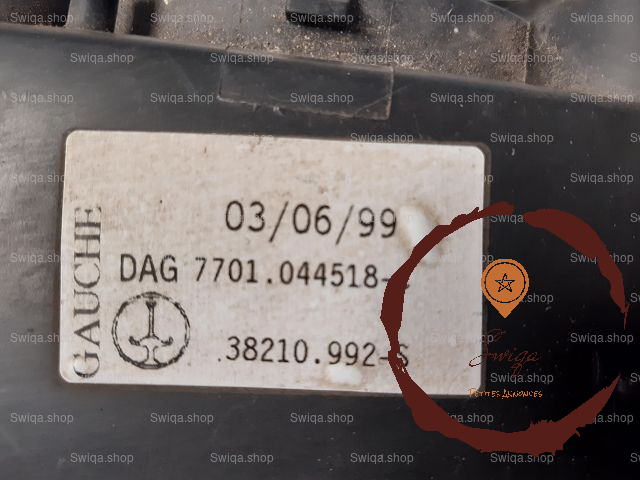 GAUCHE
03/06/99
DAG 7701.044518-
38210.992-S
Swiqa
Petites Annonces
Swiqa.shop